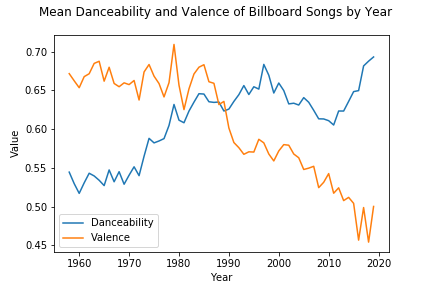 Mean Danceability and Valence of Billboard Songs by Year
0.70
0.65
0.60
0.55
0.50
0.45
Value
Danceability
Valence
1960 1970 1980 1990 2000 2010 2020
Year